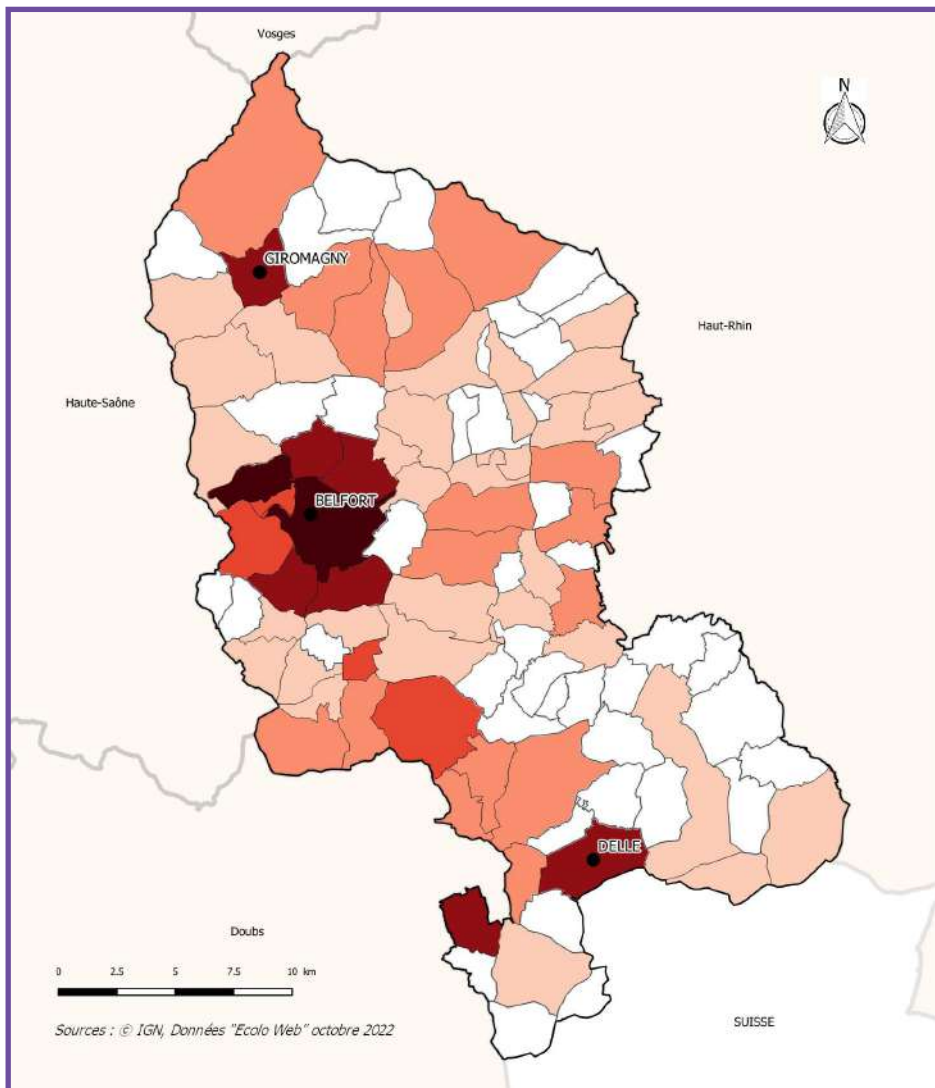 Vosges
N
GIROMAGNY
Haut-Rhin
Haute-Saône
BELFORT
DELLE
Doubs
0 2.5 5 7.5 10 km
Sources : © IGN, Données "Ecolo Web" octobre 2022
SUISSE